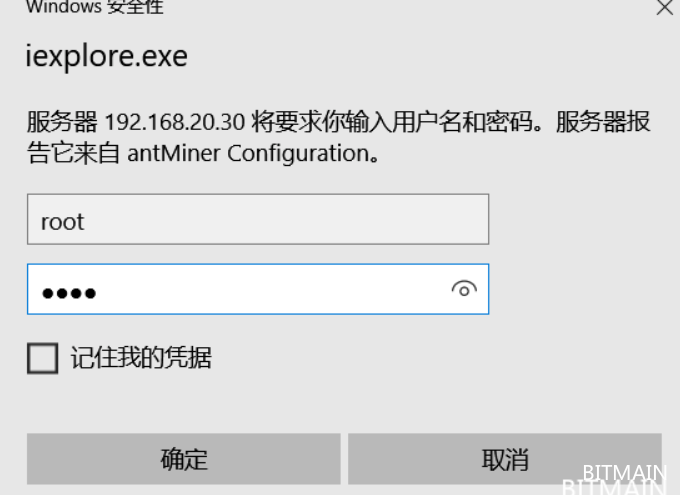 Windows 安全性
iexplore.exe
服务器 192.168.20.30 将要求你输入用户名和密码。服务器报
告它来自 antMiner Configuration。
root
••••
记住我的凭据
确定
取消
BITMAIN
BITMAIN